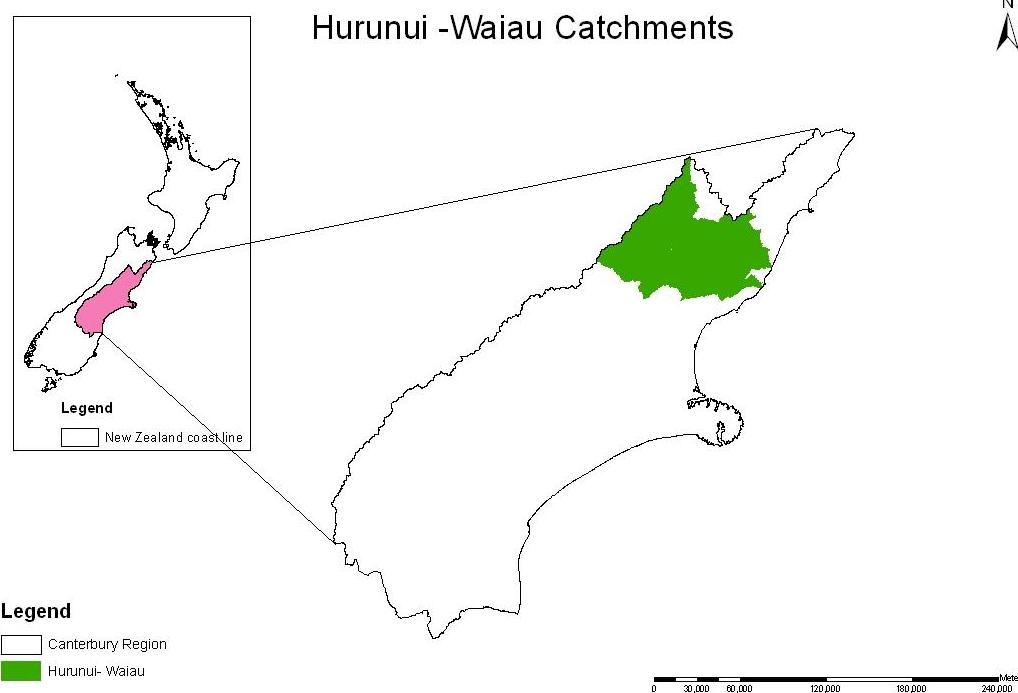 Hurunui -Waiau Catchments
N
Legend
New Zealand coast line
Legend
Canterbury Region
Hurunui- Waiau
Mete
0 30,000 60,000 120,000 180,000 240,000